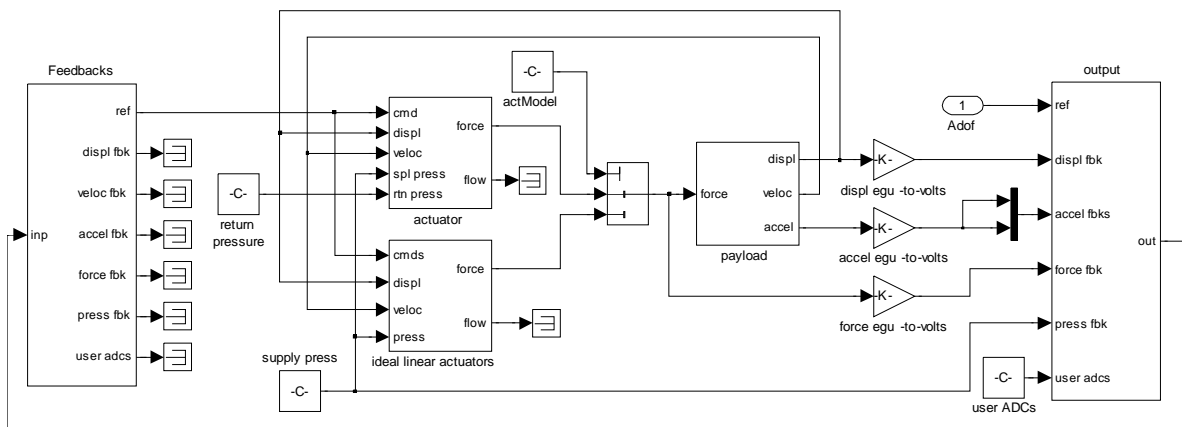 Feedbacks
inp
ref
displ fbk
veloc fbk
accel fbk
force fbk
press fbk
user adcs
-C-
return
pressure
supply press
-C-
cmd
displ
veloc
spl press
rtn press
force
flow
actuator
cmds
displ
veloc
press
force
flow
ideal linear actuators
-C-
actModel
force
displ
veloc
accel
payload
-K-
displ egu -to-volts
-K-
accel egu -to-volts
-K-
force egu -to-volts
1
Adof
-C-
user ADCs
output
ref
displ fbk
accel fbks
force fbk
press fbk
user adcs
out